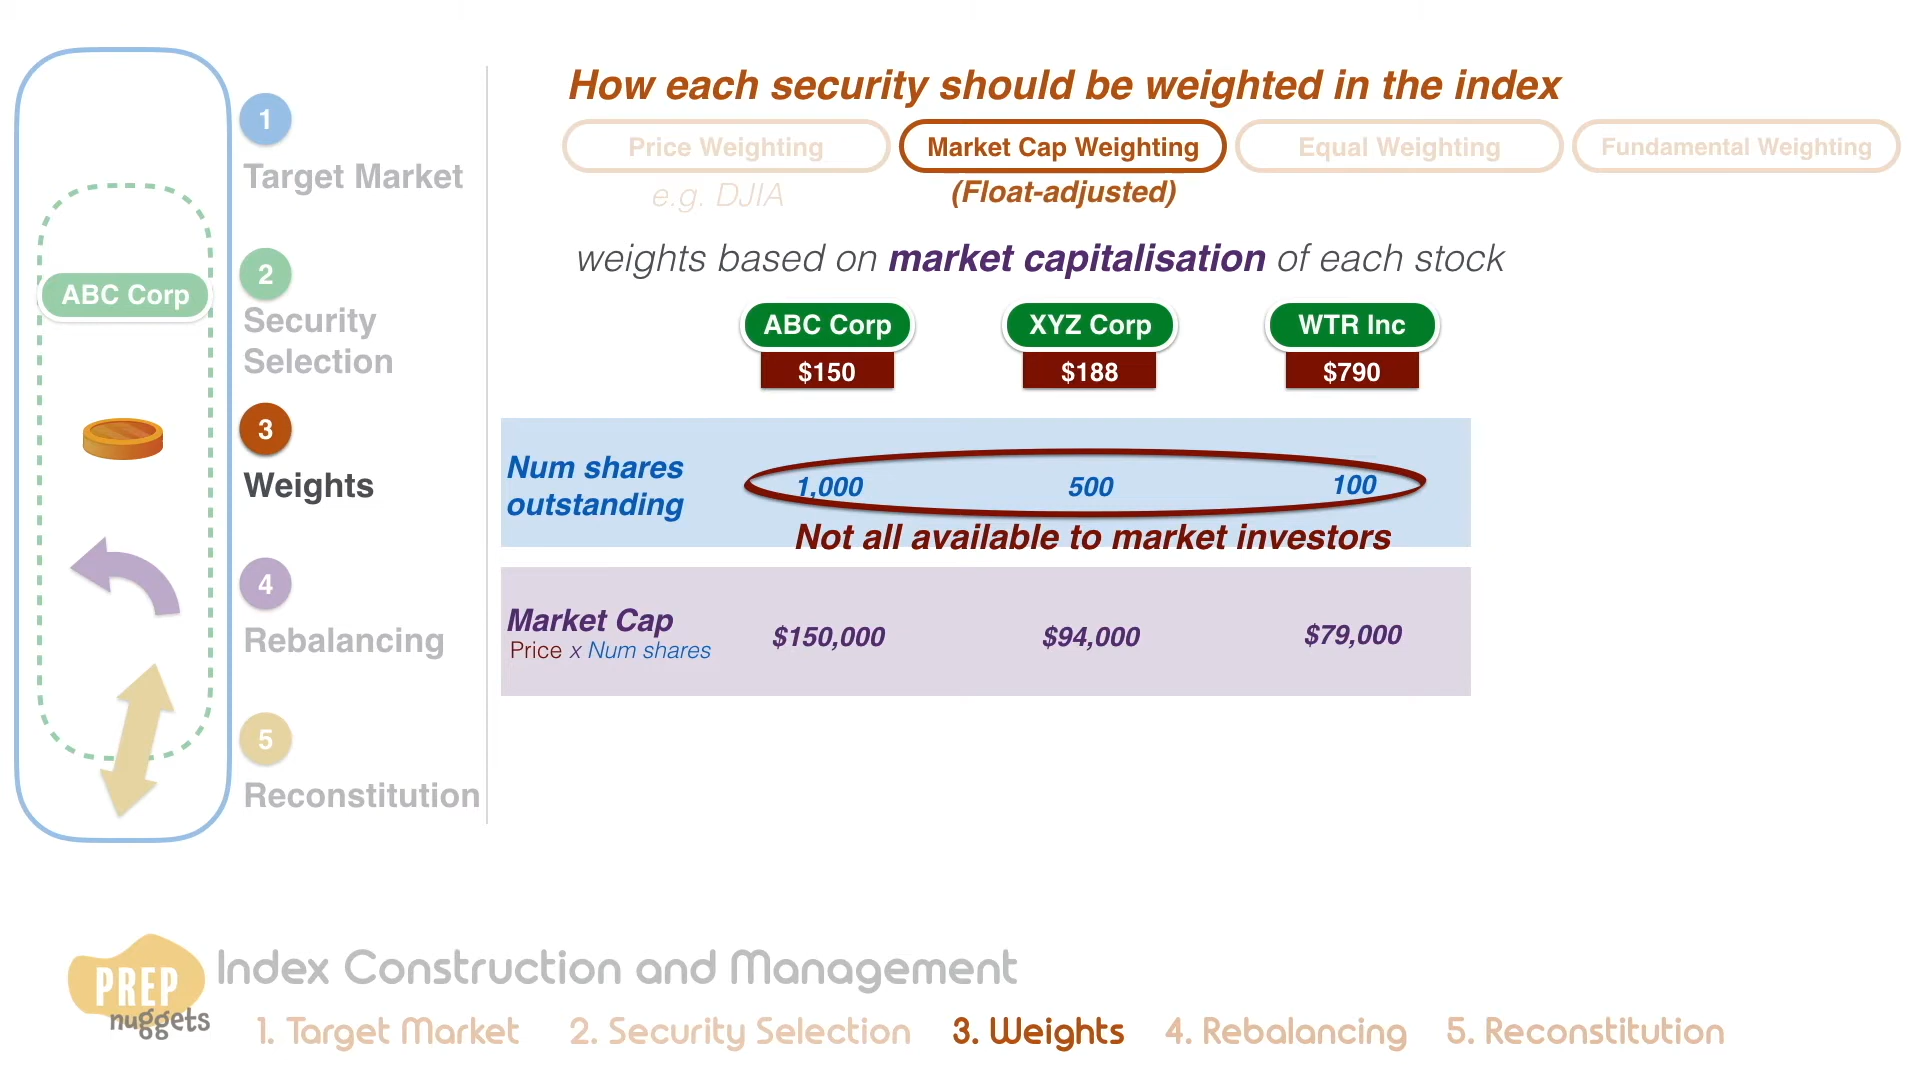 How each security should be weighted in the index
Price Weighting
Market Cap Weighting
Equal Weighting
Fundamental Weighting
e.g. DJIA
(Float-adjusted)
weights based on market capitalisation of each stock
ABC Corp
XYZ Corp
WTR Inc
$150
$188
$790
Num shares
outstanding
1,000
500
100
Not all available to market investors
Market Cap
Price x Num shares
$150,000
$94,000
$79,000
1
Target Market
ABC Corp
2
Security
Selection
3
Weights
4
Rebalancing
5
Reconstitution
PREP
nuggets
Index Construction and Management
1. Target Market
2. Security Selection
3. Weights
4. Rebalancing
5. Reconstitution